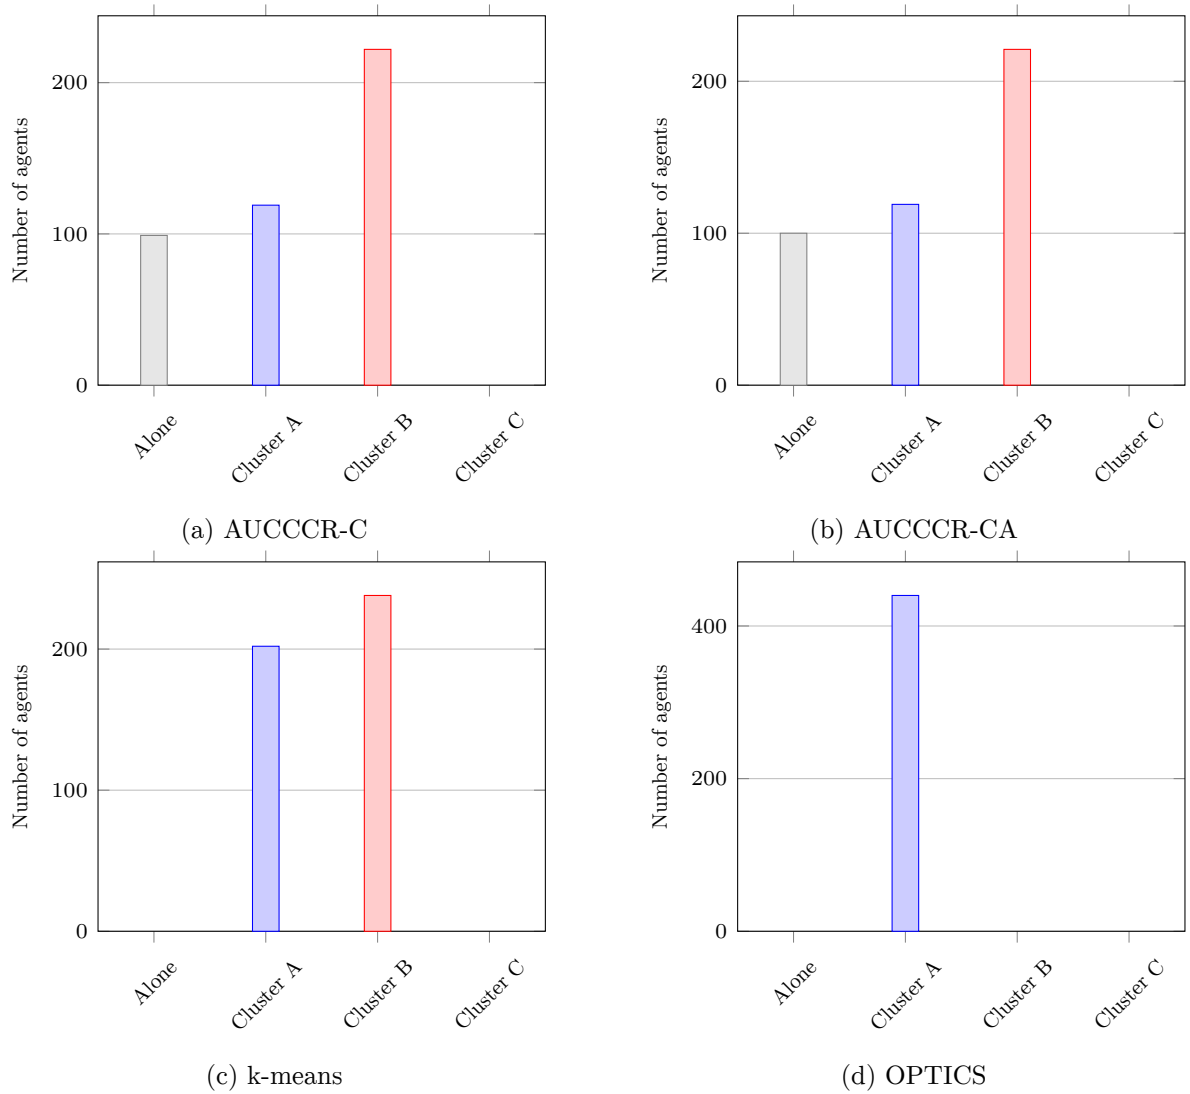 Number of agents
200
100
0
Alone
Cluster A
Cluster B
Cluster C
(a) AUCCCR-C
Number of agents
200
100
0
Alone
Cluster A
Cluster B
Cluster C
(b) AUCCCR-CA
Number of agents
200
100
0
Alone
Cluster A
Cluster B
Cluster C
(c) k-means
Number of agents
400
200
0
Alone
Cluster A
Cluster B
Cluster C
(d) OPTICS